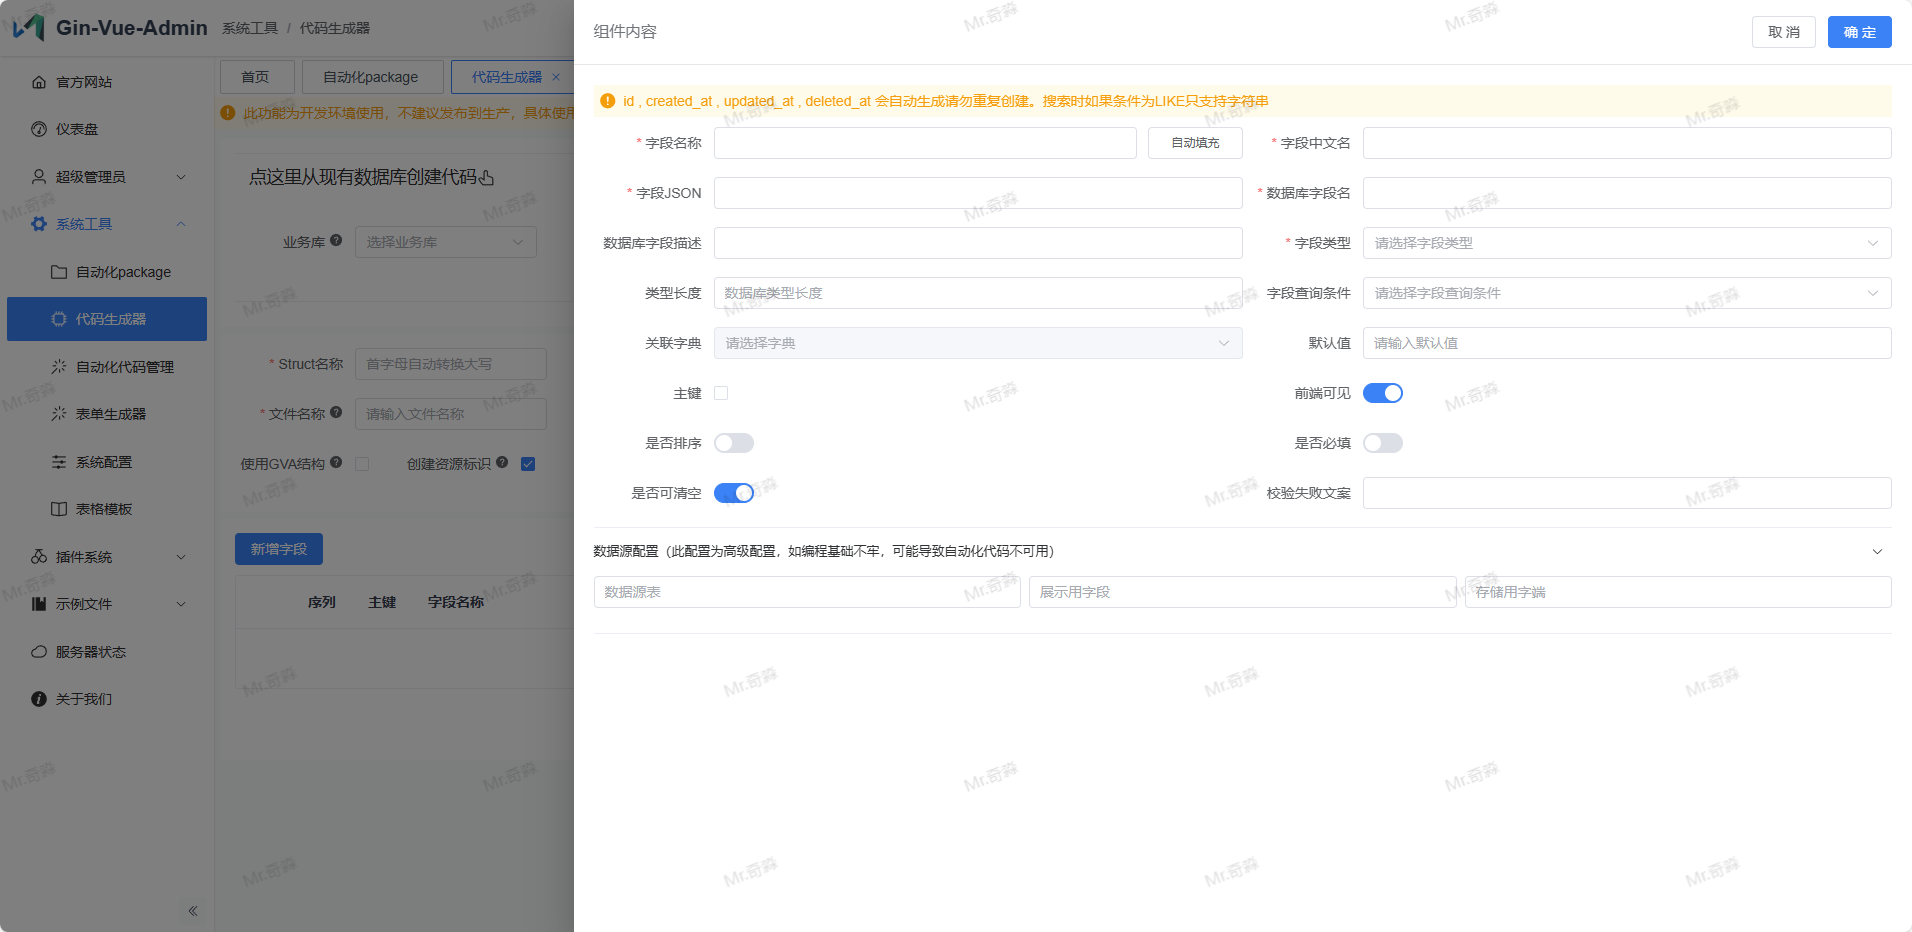 Gin-Vue-Admin
系统工具 / 代码生成器
官方网站
仪表盘
超级管理员
系统工具
自动化package
代码生成器
自动化代码管理
表单生成器
系统配置
表格模板
插件系统
示例文件
服务器状态
关于我们
首页
自动化package
代码生成器
此功能为开发环境使用，不建议发布到生产，具体使用
点这里从现有数据库创建代码
业务库
选择业务库
* Struct名称
首字母自动转换大写
* 文件名称
请输入文件名称
使用GVA结构
创建资源标识
新增字段
序列 主键 字段名称
组件内容
取 消
确 定
id , created_at , updated_at , deleted_at 会自动生成请勿重复创建。搜索时如果条件为LIKE只支持字符串
* 字段名称
自动填充
* 字段中文名
* 字段JSON
* 数据库字段名
数据库字段描述
* 字段类型
请选择字段类型
类型长度
数据库类型长度
字段查询条件
请选择字段查询条件
关联字典
请选择字典
默认值
请输入默认值
主键
前端可见
是否排序
是否必填
是否可清空
校验失败文案
数据源配置（此配置为高级配置，如编程基础不牢，可能导致自动化代码不可用）
数据源表
展示用字段
存储用字端
Mr.奇淼